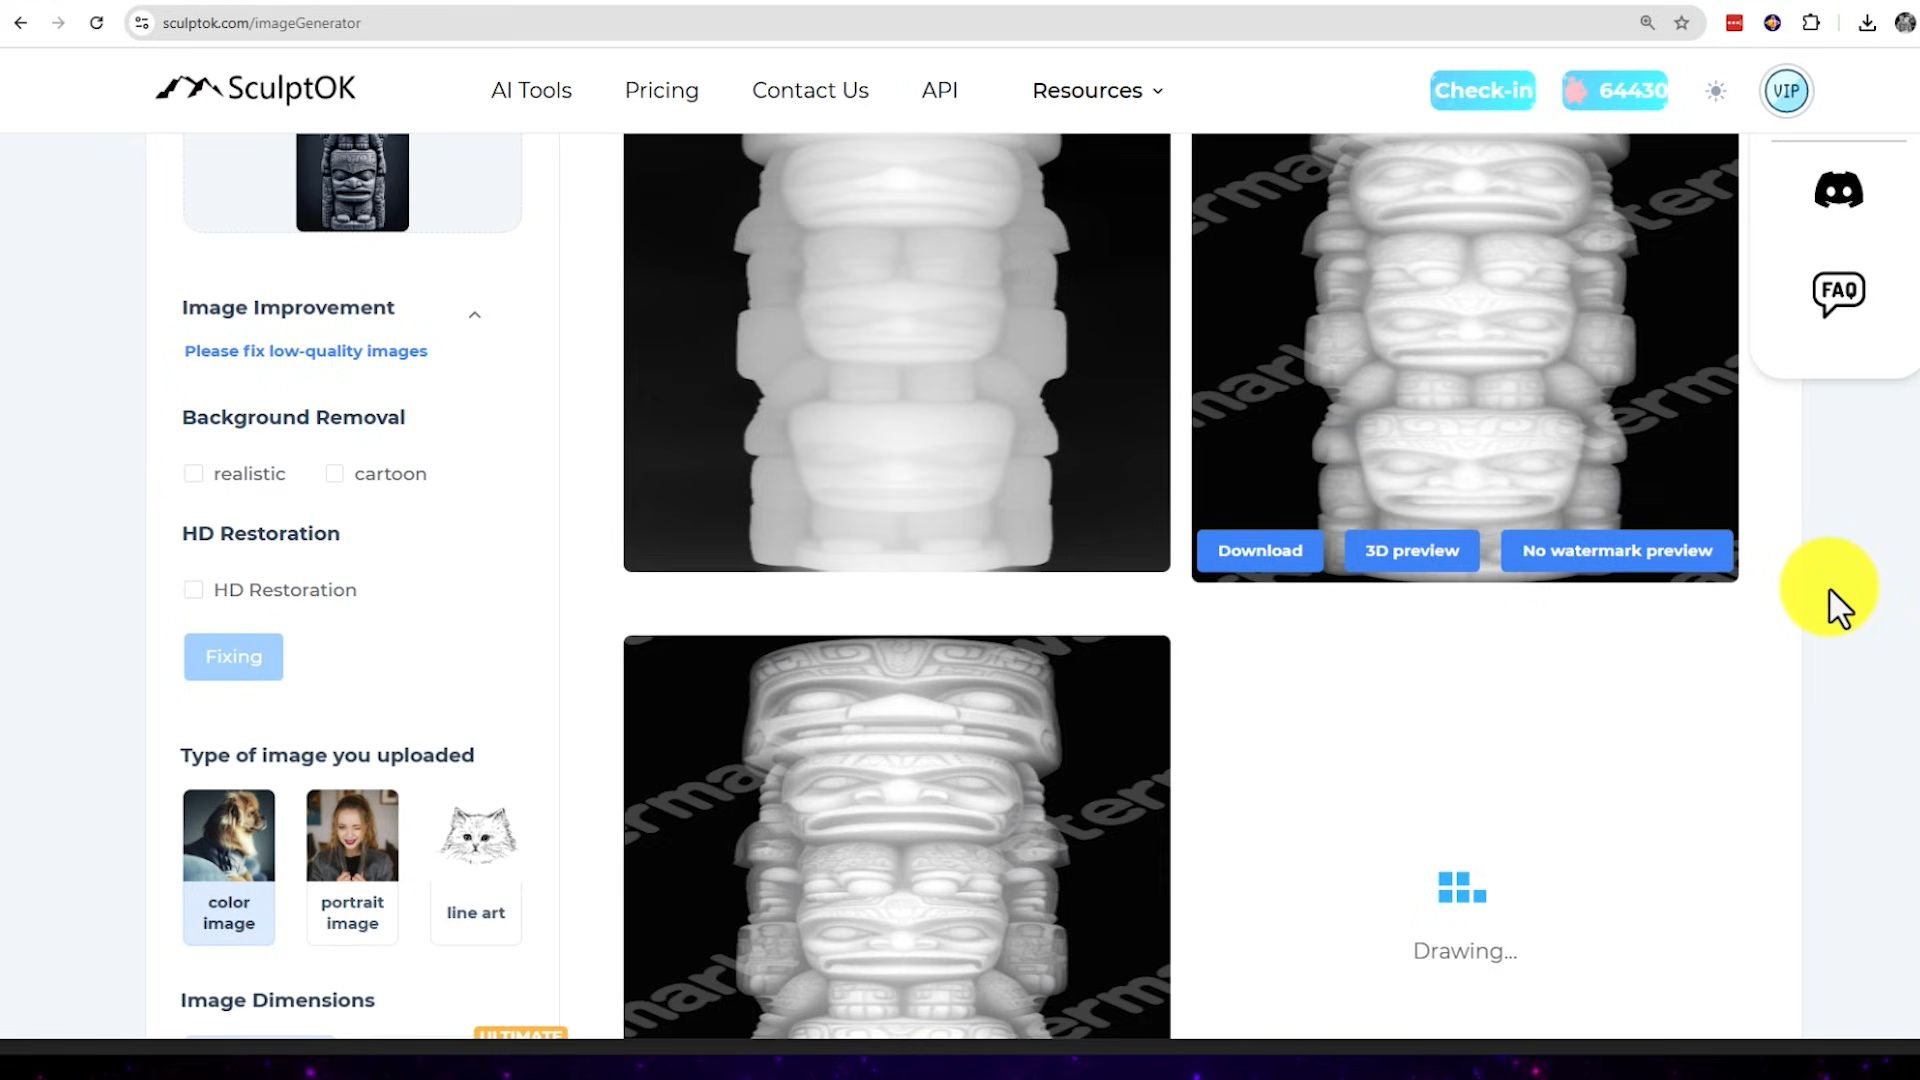 sculptok.com/imageGenerator
SculptOK
AI Tools
Pricing
Contact Us
API
Resources
Check-in
64430
VIP
FAQ
Image Improvement
Please fix low-quality images
Background Removal
realistic
cartoon
HD Restoration
HD Restoration
Fixing
Type of image you uploaded
color
image
portrait
image
line art
Image Dimensions
ULTIMATE
Download
3D preview
No watermark preview
Drawing...